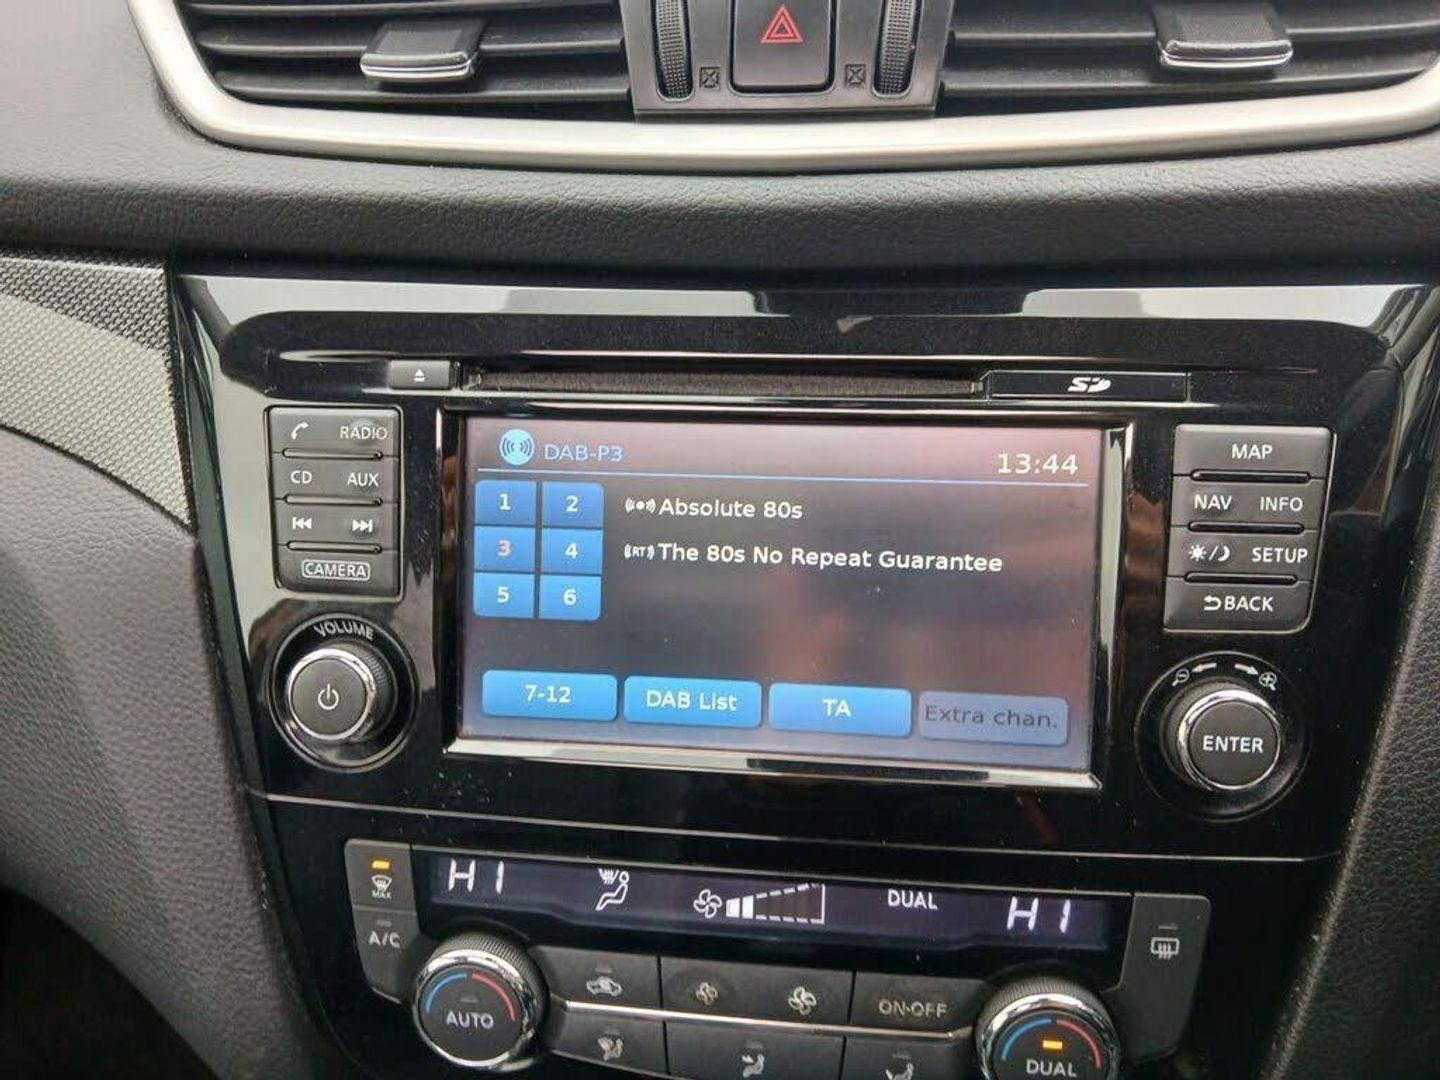 SD
RADIO
CD AUX
CAMERA
VOLUME
DAB-P3
13:44
1 2
3 4
5 6
Absolute 80s
RT The 80s No Repeat Guarantee
7-12 DAB List TA Extra chan.
MAP
NAV INFO
SETUP
BACK
ENTER
MAX
HI DUAL HI
A/C
AUTO
ON·OFF
DUAL